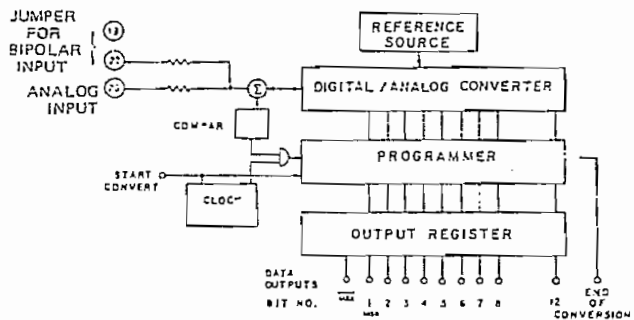 JUMPER
FOR
BIPOLAR
INPUT
ANALOG
INPUT
REFERENCE
SOURCE
DIGITAL / ANALOG CONVERTER
Σ
PROGRAMMER
START
CONVERT
OUTPUT REGISTER
DATA
OUTPUTS
BIT NO.
1 2 3 4 5 6 7 8 12
MSB
END
OF
CONVERSION